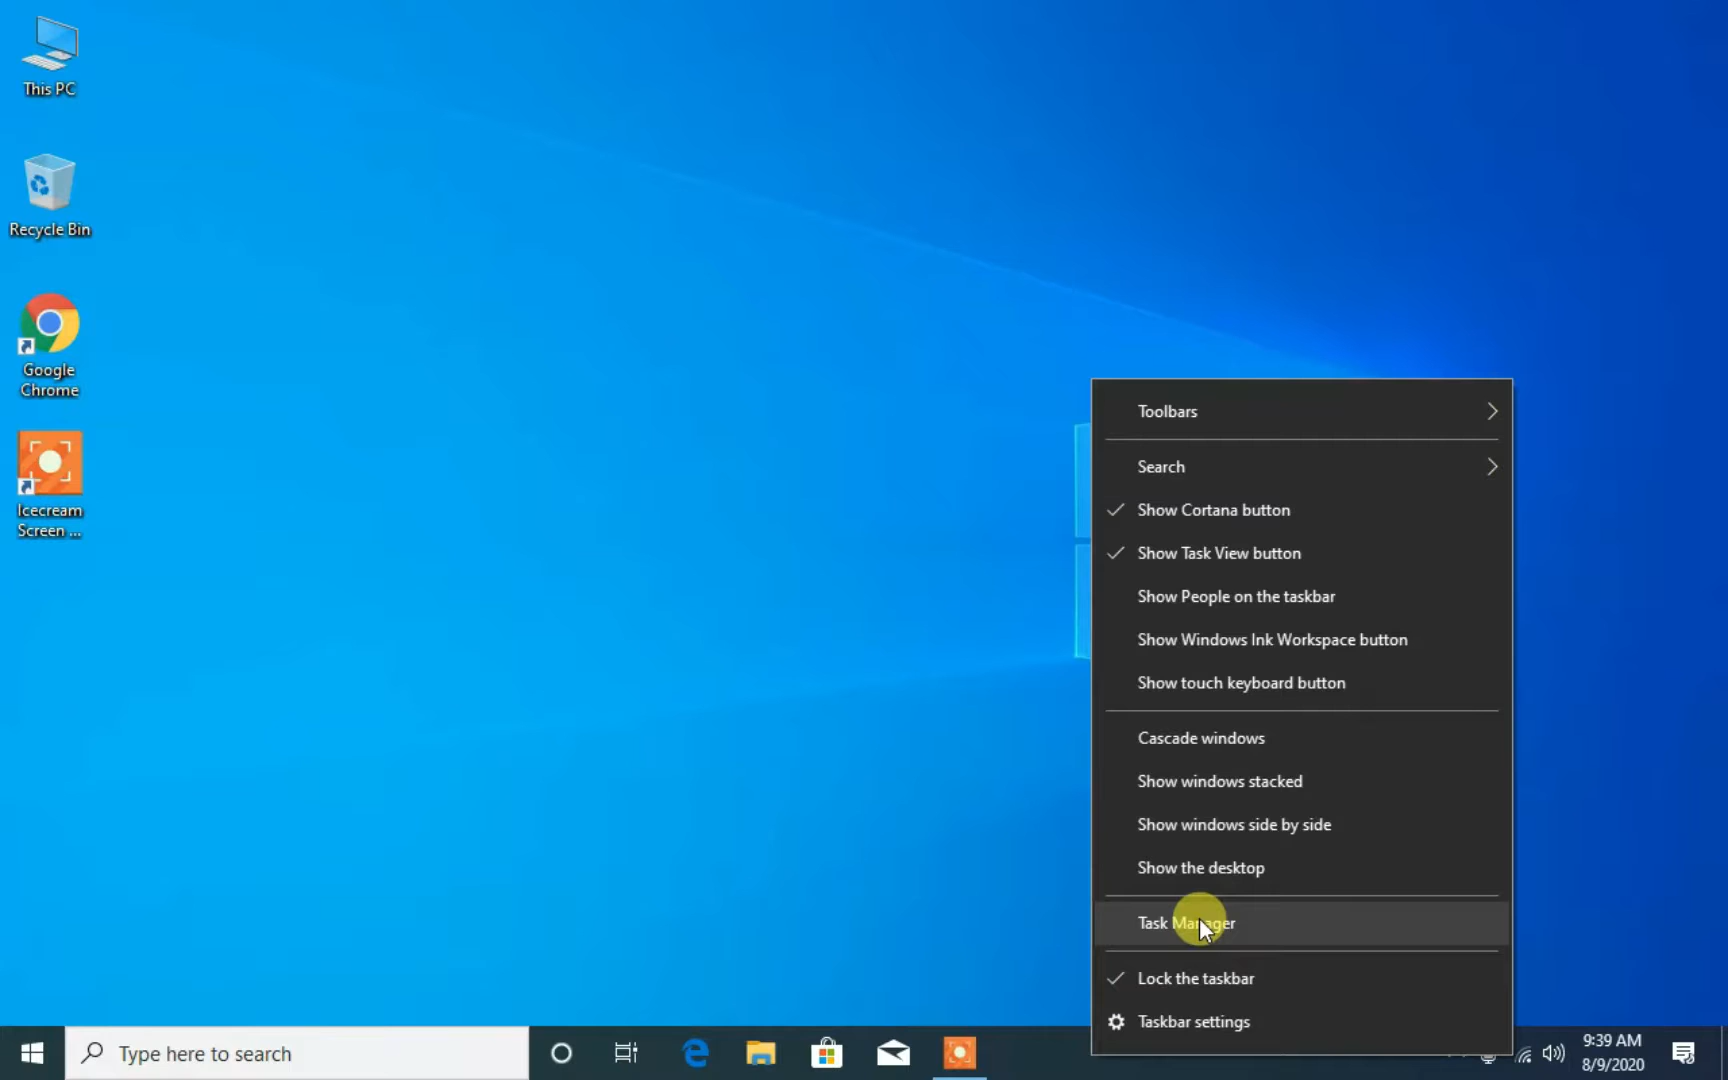 This PC
Recycle Bin
Google
Chrome
Icecream
Screen ...
Toolbars
Search
Show Cortana button
Show Task View button
Show People on the taskbar
Show Windows Ink Workspace button
Show touch keyboard button
Cascade windows
Show windows stacked
Show windows side by side
Show the desktop
Task Manager
Lock the taskbar
Taskbar settings
Type here to search
9:39 AM
8/9/2020